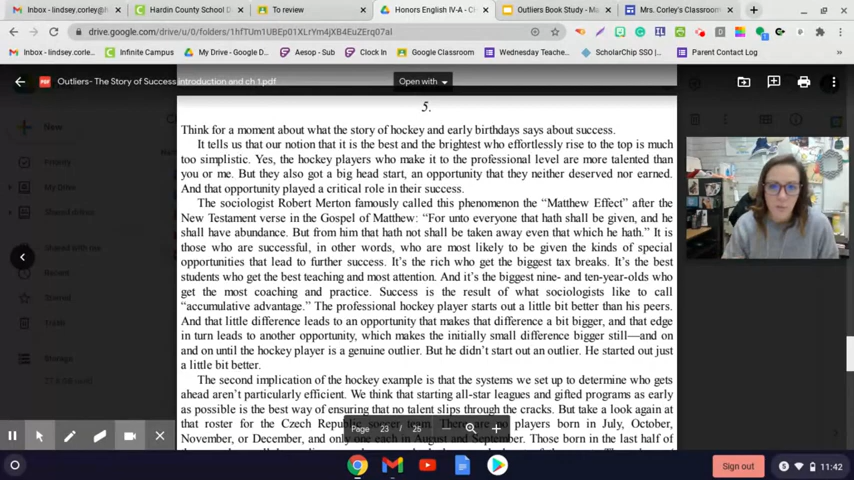 Inbox - lindsey.corley@h
Hardin County School D
To review
Honors English IV-A - C
Outliers Book Study - M
Mrs. Corley's Classroom
drive.google.com/drive/u/0/folders/1hfTUm1UBEp01XLrYm4jXB4EuZErq07aI
Inbox - lindsey.co...
Infinite Campus
My Drive - Google D...
Aesop - Sub
Clock In
Google Classroom
Wednesday Teache...
ScholarChip SSO |...
Parent Contact Log
Outliers- The Story of Success introduction and ch 1.pdf
Open with
5.
Think for a moment about what the story of hockey and early birthdays says about success.
It tells us that our notion that it is the best and the brightest who effortlessly rise to the top is much
too simplistic. Yes, the hockey players who make it to the professional level are more talented than
you or me. But they also got a big head start, an opportunity that they neither deserved nor earned.
And that opportunity played a critical role in their success.
The sociologist Robert Merton famously called this phenomenon the “Matthew Effect” after the
New Testament verse in the Gospel of Matthew: “For unto everyone that hath shall be given, and he
shall have abundance. But from him that hath not shall be taken away even that which he hath.” It is
those who are successful, in other words, who are most likely to be given the kinds of special
opportunities that lead to further success. It’s the rich who get the biggest tax breaks. It’s the best
students who get the best teaching and most attention. And it’s the biggest nine- and ten-year-olds who
get the most coaching and practice. Success is the result of what sociologists like to call
“accumulative advantage.” The professional hockey player starts out a little bit better than his peers.
And that little difference leads to an opportunity that makes that difference a bit bigger, and that edge
in turn leads to another opportunity, which makes the initially small difference bigger still—and on
and on until the hockey player is a genuine outlier. But he didn’t start out an outlier. He started out just
a little bit better.
The second implication of the hockey example is that the systems we set up to determine who gets
ahead aren’t particularly efficient. We think that starting all-star leagues and gifted programs as early
as possible is the best way of ensuring that no talent slips through the cracks. But take a look again at
that roster for the Czech Republic soccer team. There are no players born in July, October,
November, or December, and only one each in August and September. Those born in the last half of
New
Priority
My Drive
Shared drives
Shared with me
Recent
Starred
Trash
Storage
Page 23 / 25
Sign out
11:42